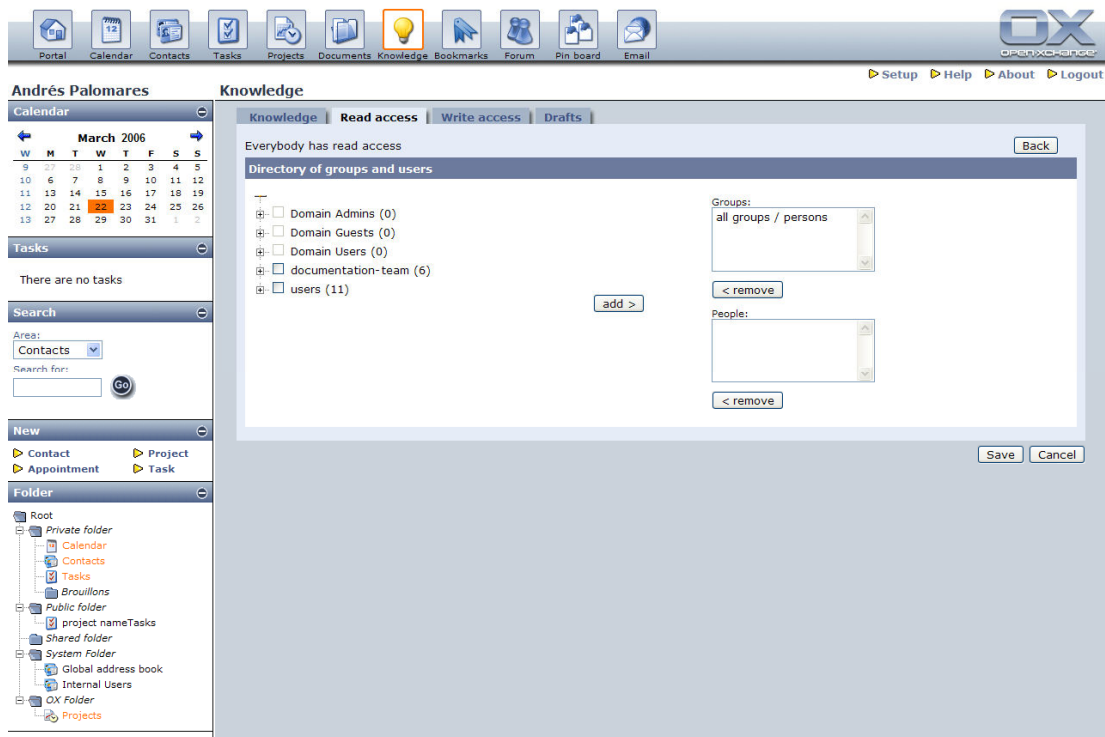 Portal Calendar Contacts Tasks Projects Documents Knowledge Bookmarks Forum Pin board Email
OX
OPEN-XCHANGE
Setup Help About Logout
Andrés Palomares
Calendar
March 2006
W M T W T F S S
9 27 28 1 2 3 4 5
10 6 7 8 9 10 11 12
11 13 14 15 16 17 18 19
12 20 21 22 23 24 25 26
13 27 28 29 30 31 1 2
Tasks
There are no tasks
Search
Area:
Contacts
Search for:
Go
New
Contact Project
Appointment Task
Folder
Root
Private folder
Calendar
Contacts
Tasks
Brouillons
Public folder
project nameTasks
Shared folder
System Folder
Global address book
Internal Users
OX Folder
Projects
Knowledge
Knowledge Read access Write access Drafts
Everybody has read access Back
Directory of groups and users
Domain Admins (0)
Domain Guests (0)
Domain Users (0)
documentation-team (6)
users (11)
add >
Groups:
all groups / persons
< remove
People:
< remove
Save Cancel